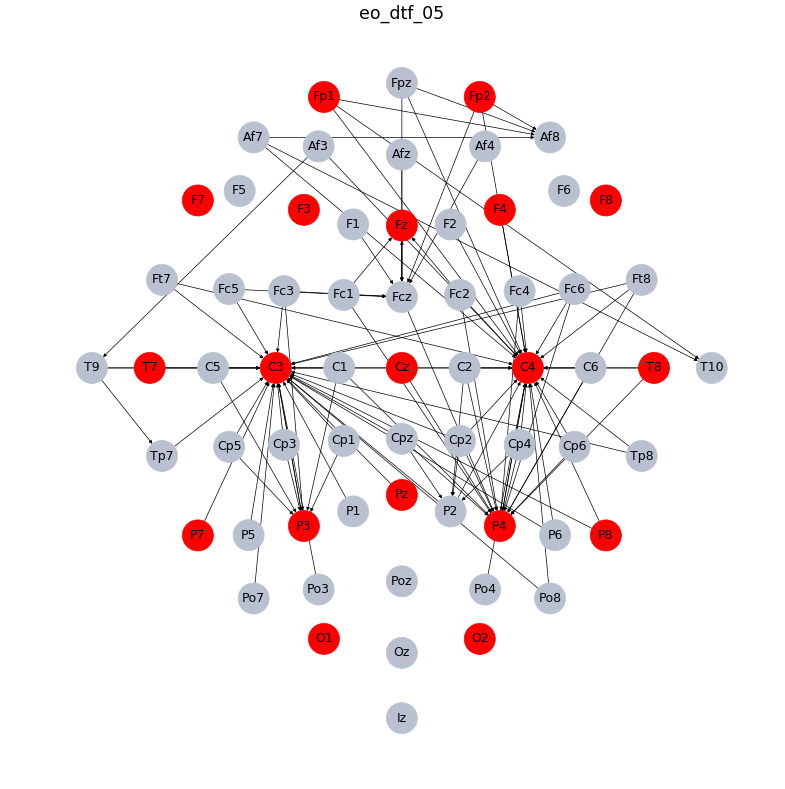 eo_dtf_05
Fpz
Fp1 Fp2
Af7 Af8
Af3 Af4
Afz
F5 F6
F7 F8
F3 F4
F1 Fz F2
Ft7 Ft8
Fc5 Fc3 Fc1 Fcz Fc2 Fc4 Fc6
T9 T7 C5 C3 C1 Cz C2 C4 C6 T8 T10
Cp5 Cp3 Cp1 Cpz Cp2 Cp4 Cp6
Tp7 Tp8
Pz
P1 P2
P3 P4
P7 P5 P6 P8
Poz
Po3 Po4
Po7 Po8
O1 O2
Oz
Iz